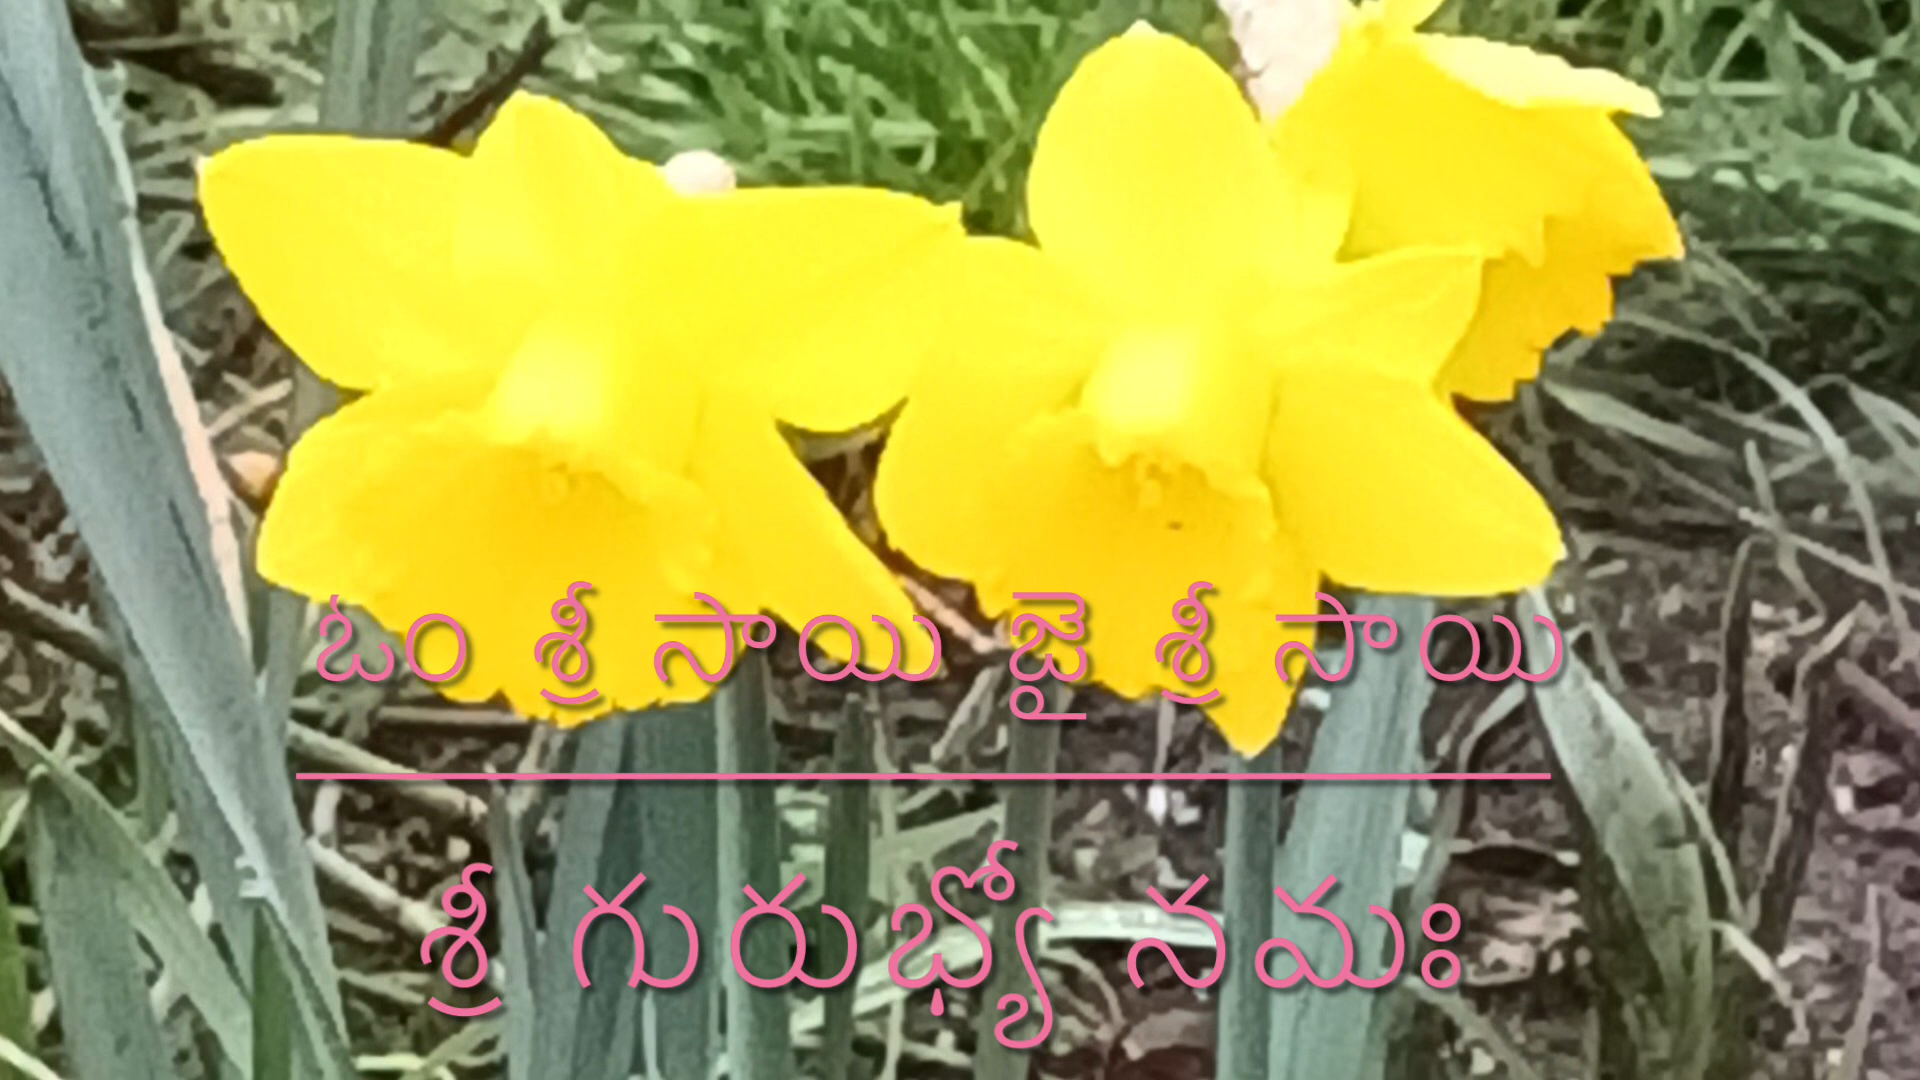 ఓం శ్రీ సాయి జై శ్రీ సాయి
శ్రీ గురుభ్యో నమః